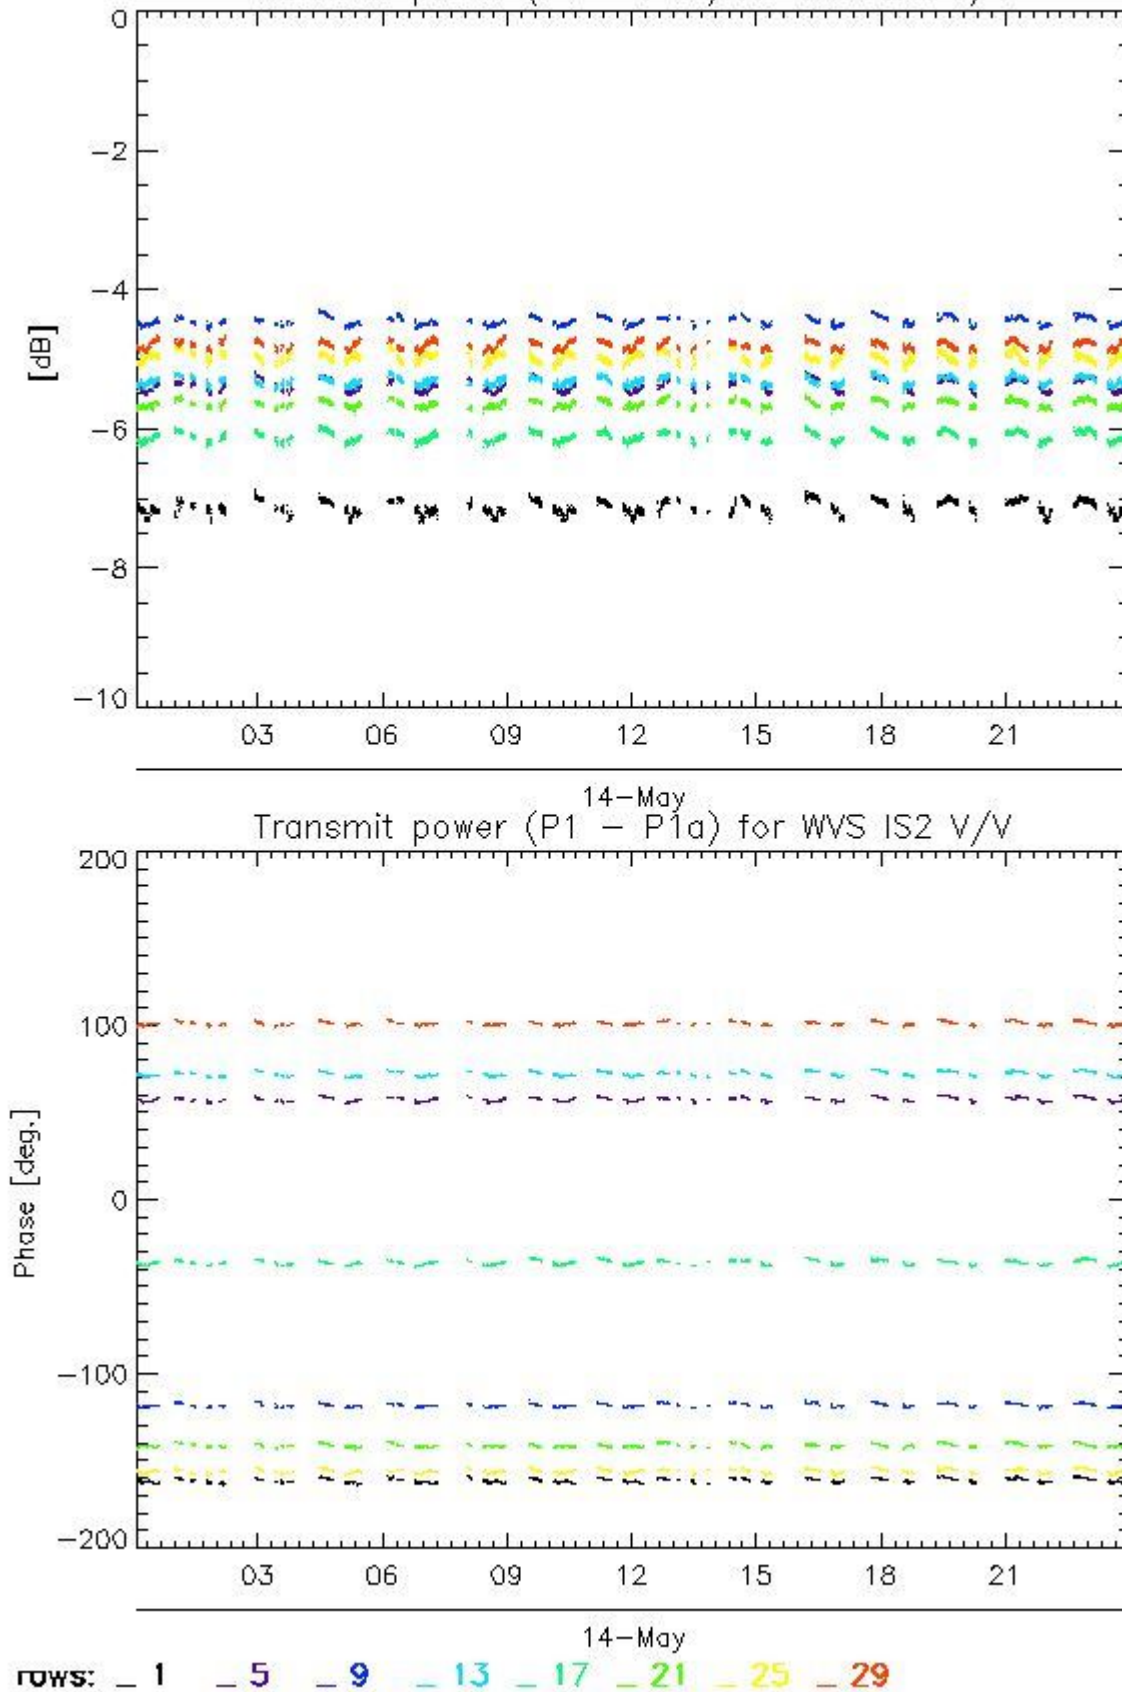 0
−2
−4
[dB]
−6
−8
−10
03 06 09 12 15 18 21
14−May
Transmit power (P1 − P1a) for WVS IS2 V/V
200
100
0
Phase [deg.]
−100
−200
03 06 09 12 15 18 21
14−May
rows: _ 1 _ 5 _ 9 _ 13 _ 17 _ 21 _ 25 _ 29